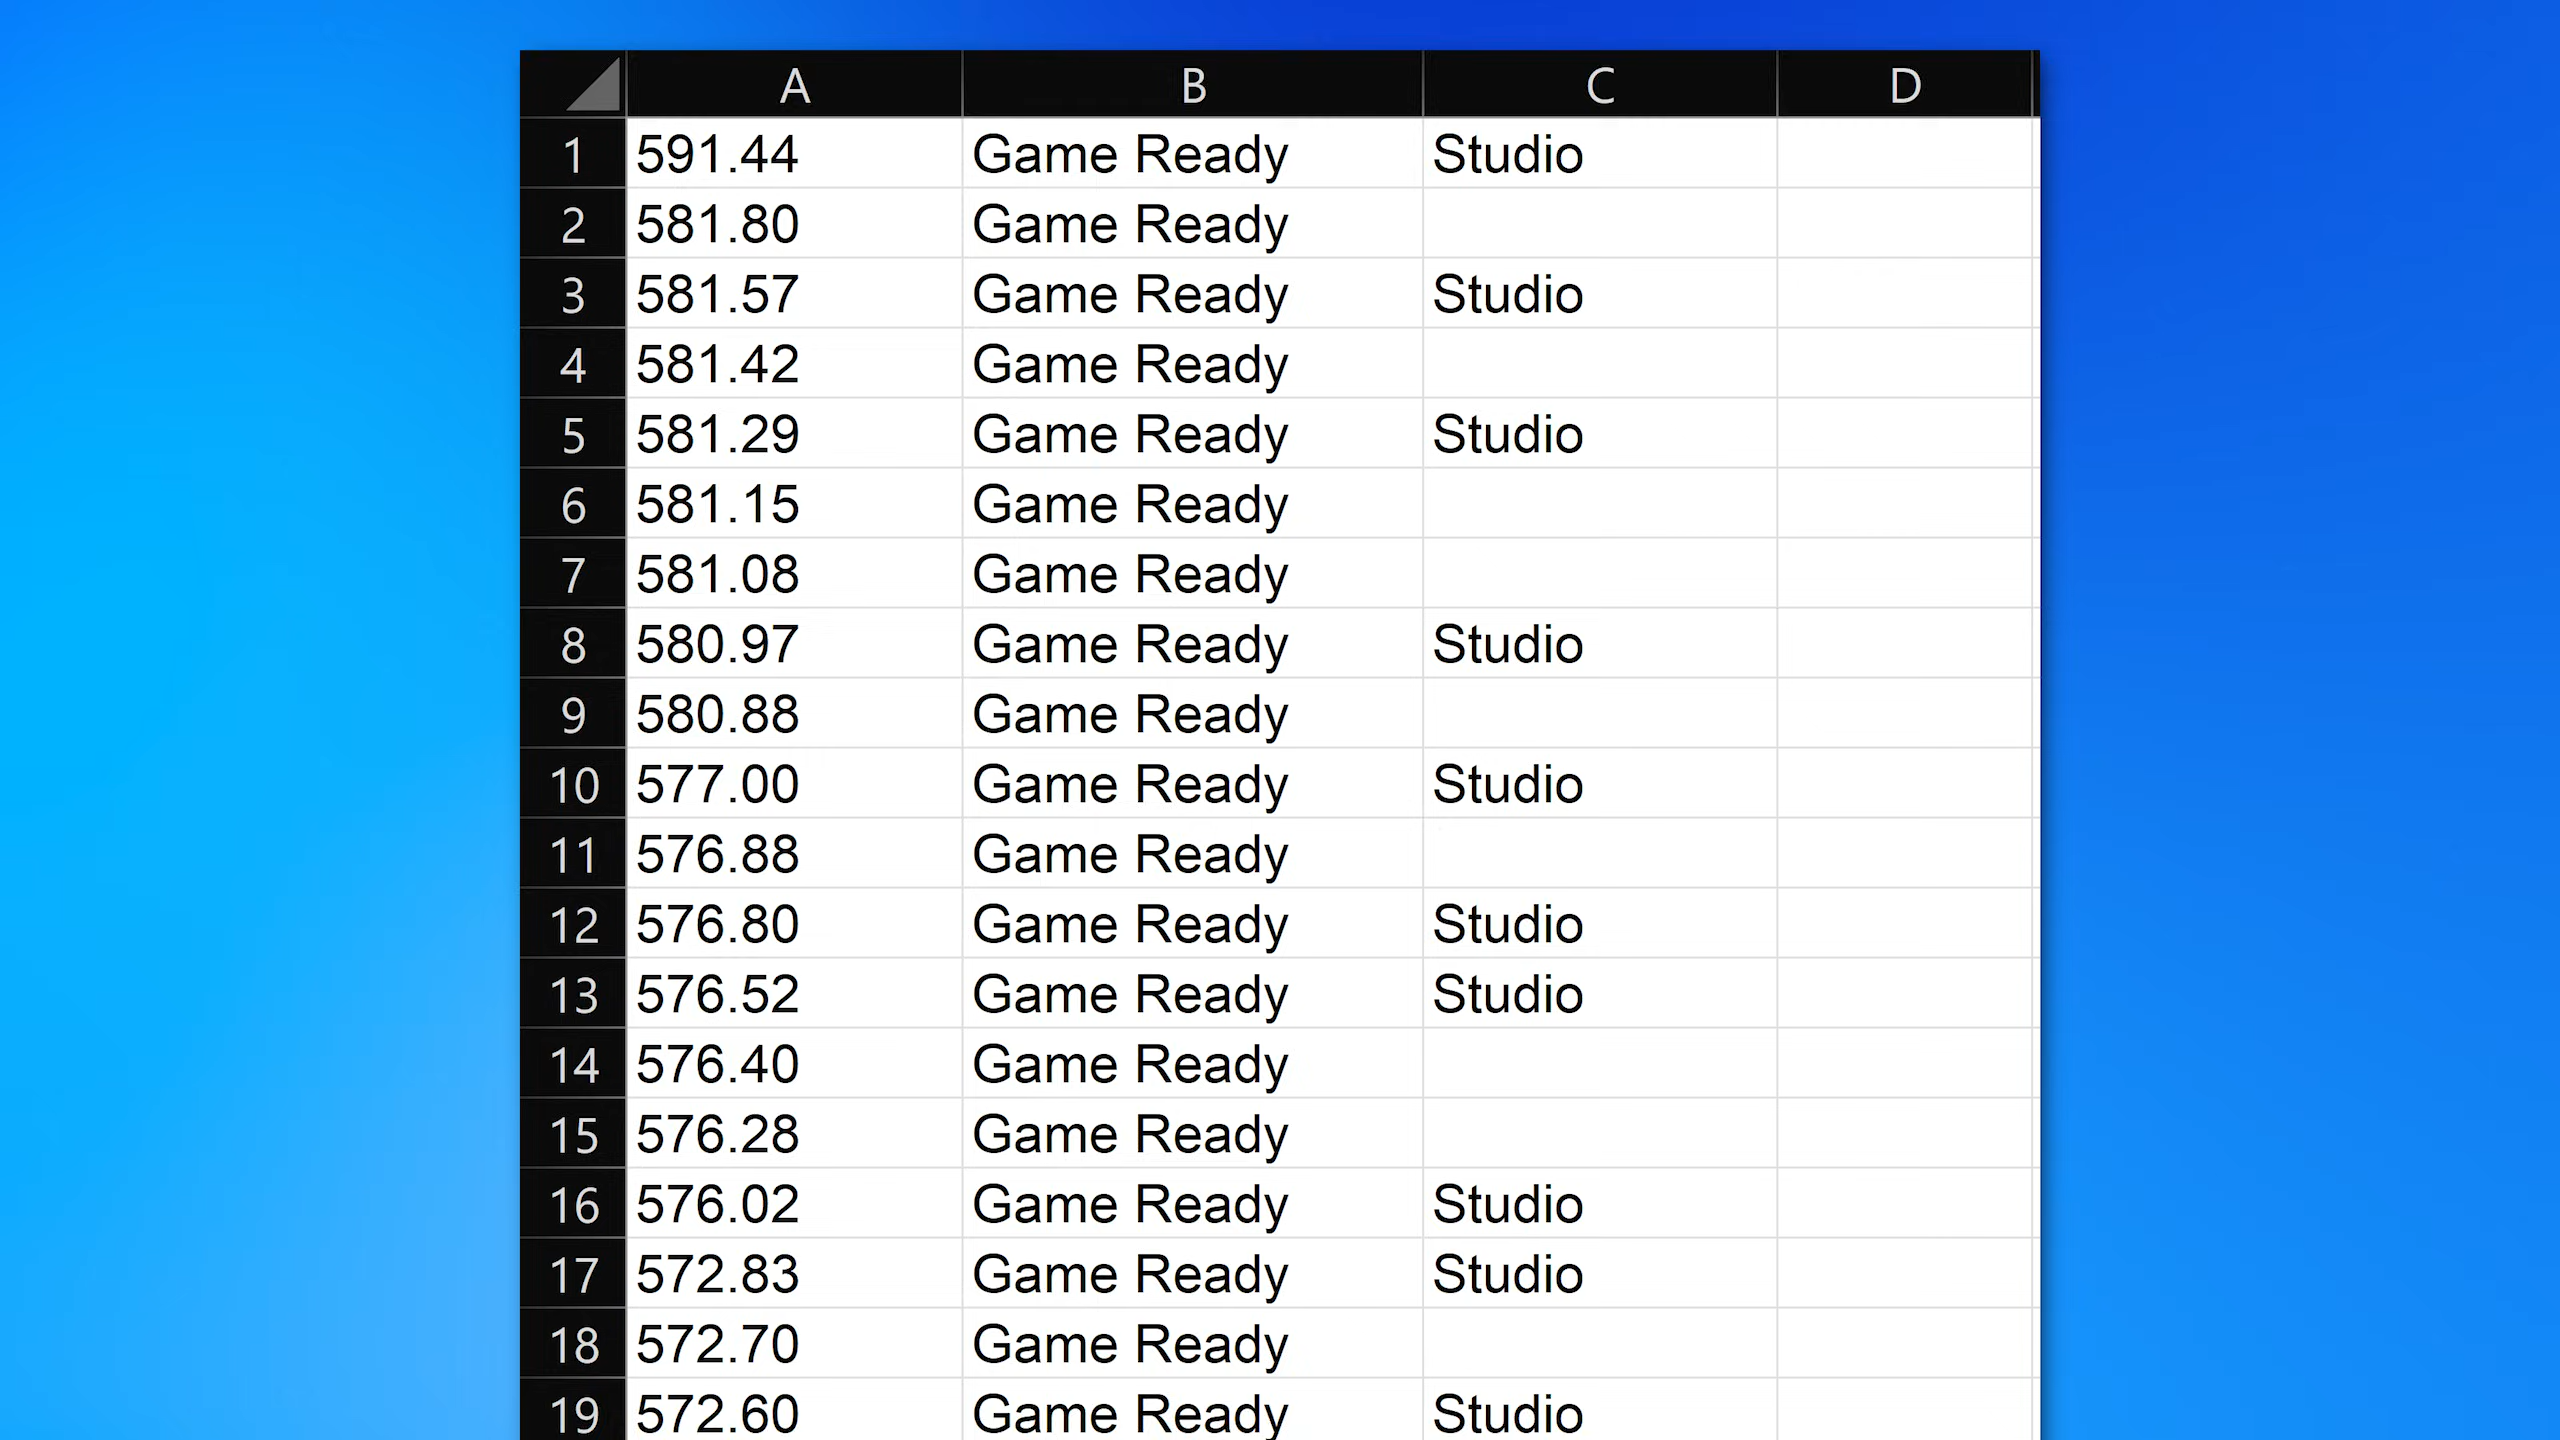 A B C D
1 591.44 Game Ready Studio
2 581.80 Game Ready
3 581.57 Game Ready Studio
4 581.42 Game Ready
5 581.29 Game Ready Studio
6 581.15 Game Ready
7 581.08 Game Ready
8 580.97 Game Ready Studio
9 580.88 Game Ready
10 577.00 Game Ready Studio
11 576.88 Game Ready
12 576.80 Game Ready Studio
13 576.52 Game Ready Studio
14 576.40 Game Ready
15 576.28 Game Ready
16 576.02 Game Ready Studio
17 572.83 Game Ready Studio
18 572.70 Game Ready
19 572.60 Game Ready Studio